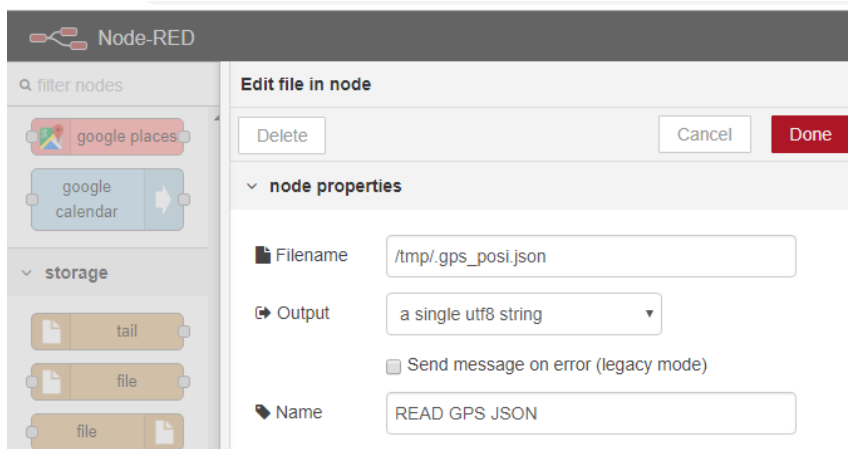 Node-RED
filter nodes
google places
google
calendar
storage
tail
file
file
Edit file in node
Delete
Cancel
Done
node properties
Filename
/tmp/.gps_posi.json
Output
a single utf8 string
Send message on error (legacy mode)
Name
READ GPS JSON